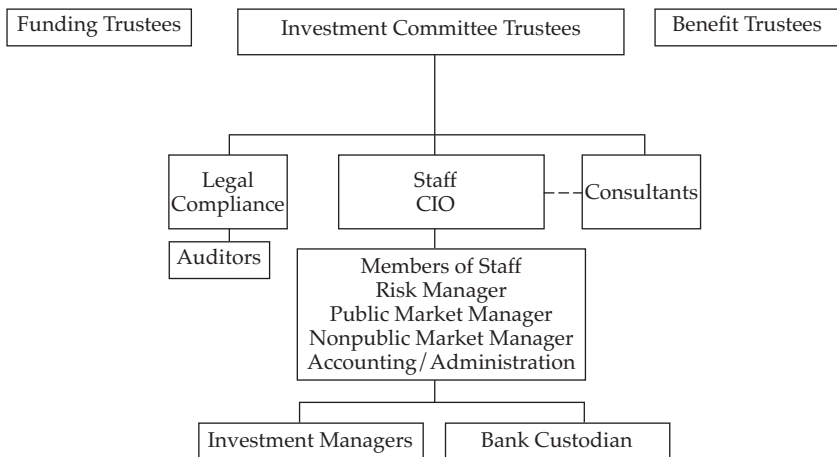 Funding Trustees
Investment Committee Trustees
Benefit Trustees
Legal
Compliance
Staff
CIO
Consultants
Auditors
Members of Staff
Risk Manager
Public Market Manager
Nonpublic Market Manager
Accounting/Administration
Investment Managers
Bank Custodian